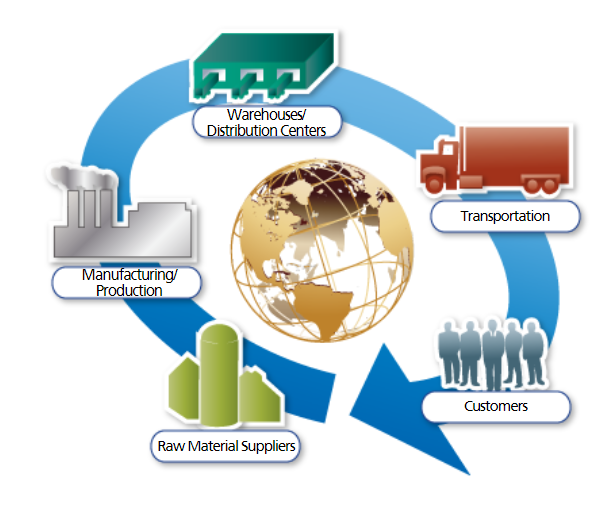 Warehouses/
Distribution Centers
Transportation
Manufacturing/
Production
Customers
Raw Material Suppliers